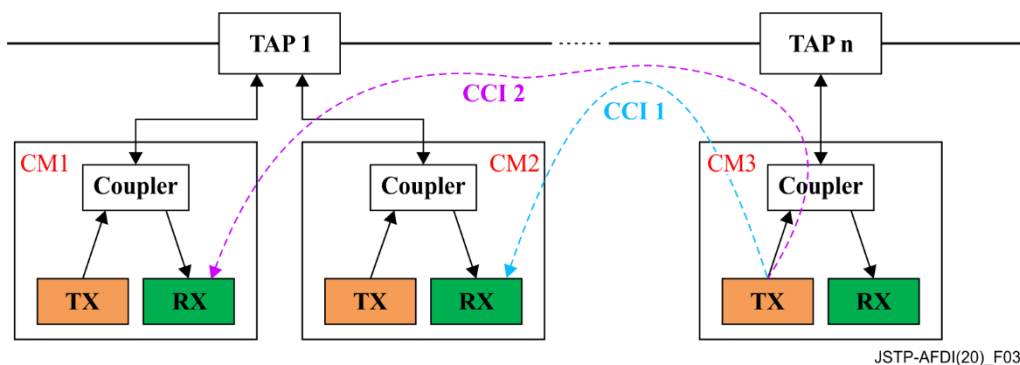 TAP 1
TAP n
CCI 2
CCI 1
CM1
CM2
CM3
Coupler
Coupler
Coupler
TX
RX
TX
RX
TX
RX
JSTP-AFDI(20)_F03